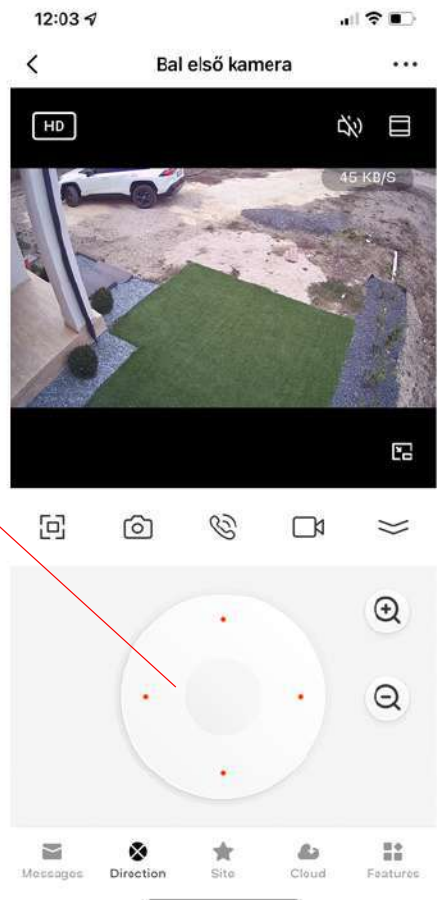 12:03
Bal első kamera
HD
45 KB/S
Messages Direction Site Cloud Features